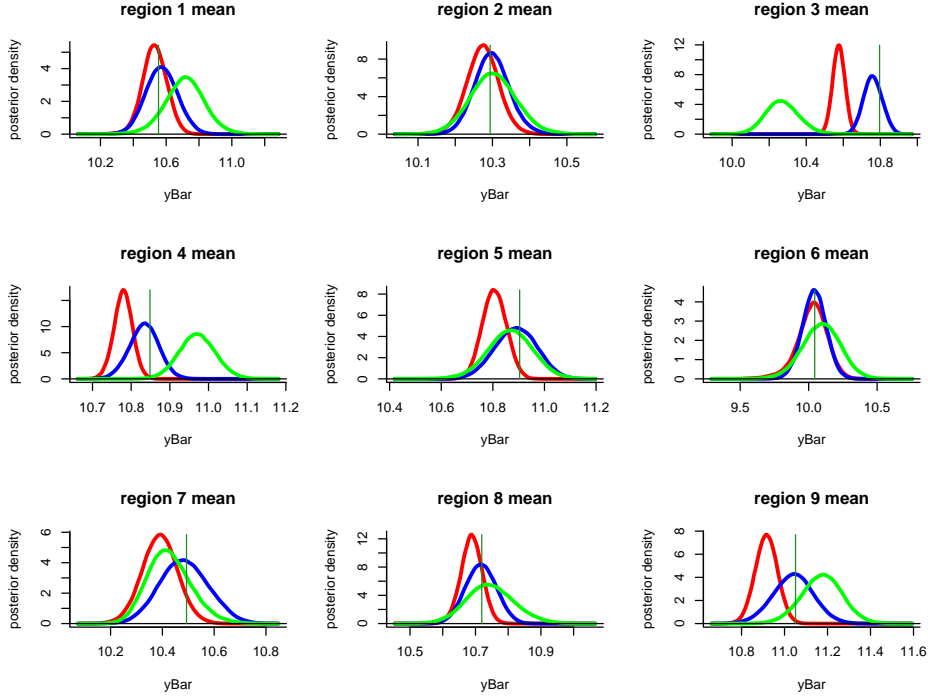 region 1 mean
region 2 mean
region 3 mean
posterior density
0 2 4
10.2 10.6 11.0
yBar
posterior density
0 4 8
10.1 10.3 10.5
yBar
posterior density
0 4 8 12
10.0 10.4 10.8
yBar
region 4 mean
region 5 mean
region 6 mean
posterior density
0 5 10
10.7 10.8 10.9 11.0 11.1 11.2
yBar
posterior density
0 2 4 6 8
10.4 10.6 10.8 11.0 11.2
yBar
posterior density
0 1 2 3 4
9.5 10.0 10.5
yBar
region 7 mean
region 8 mean
region 9 mean
posterior density
0 2 4 6
10.2 10.4 10.6 10.8
yBar
posterior density
0 4 8 12
10.5 10.7 10.9
yBar
posterior density
0 2 4 6 8
10.8 11.0 11.2 11.4 11.6
yBar